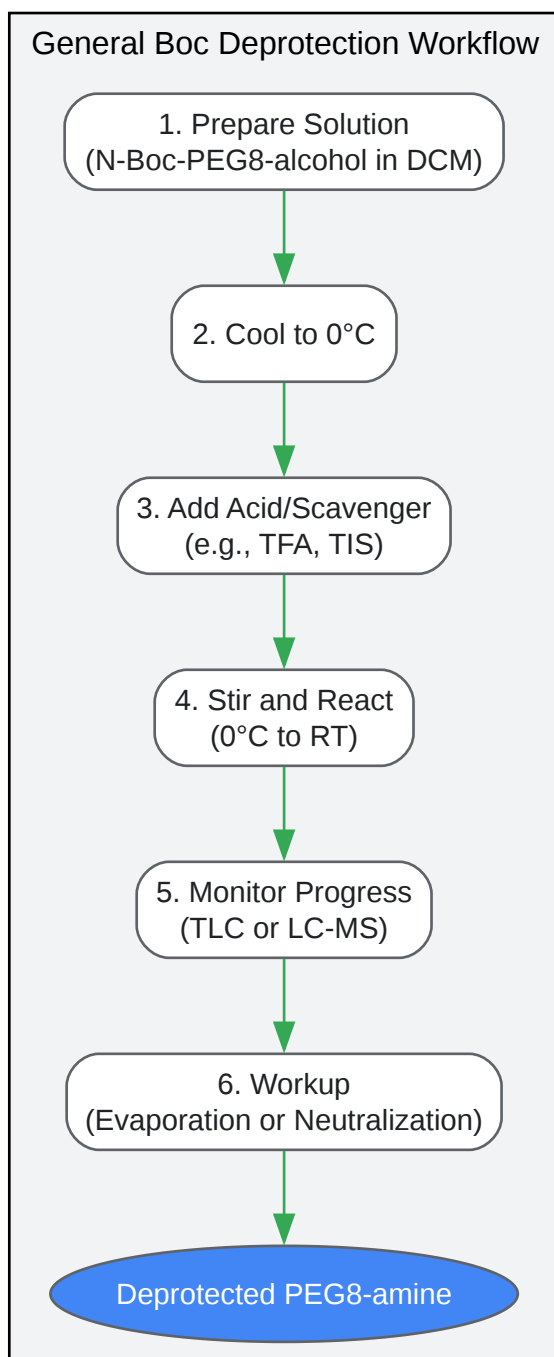 General Boc Deprotection Workflow
1. Prepare Solution
(N-Boc-PEG8-alcohol in DCM)
2. Cool to 0°C
3. Add Acid/Scavenger
(e.g., TFA, TIS)
4. Stir and React
(0°C to RT)
5. Monitor Progress
(TLC or LC-MS)
6. Workup
(Evaporation or Neutralization)
Deprotected PEG8-amine